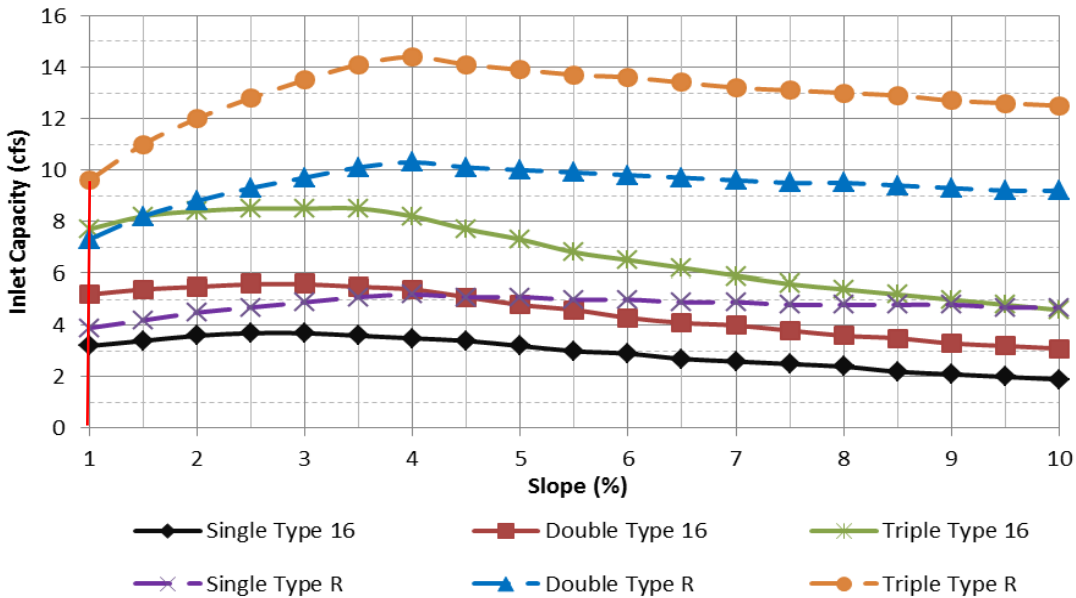 16
14
12
10
8
6
4
2
0
Inlet Capacity (cfs)
1 2 3 4 5 6 7 8 9 10
Slope (%)
Single Type 16 Double Type 16 Triple Type 16
Single Type R Double Type R Triple Type R